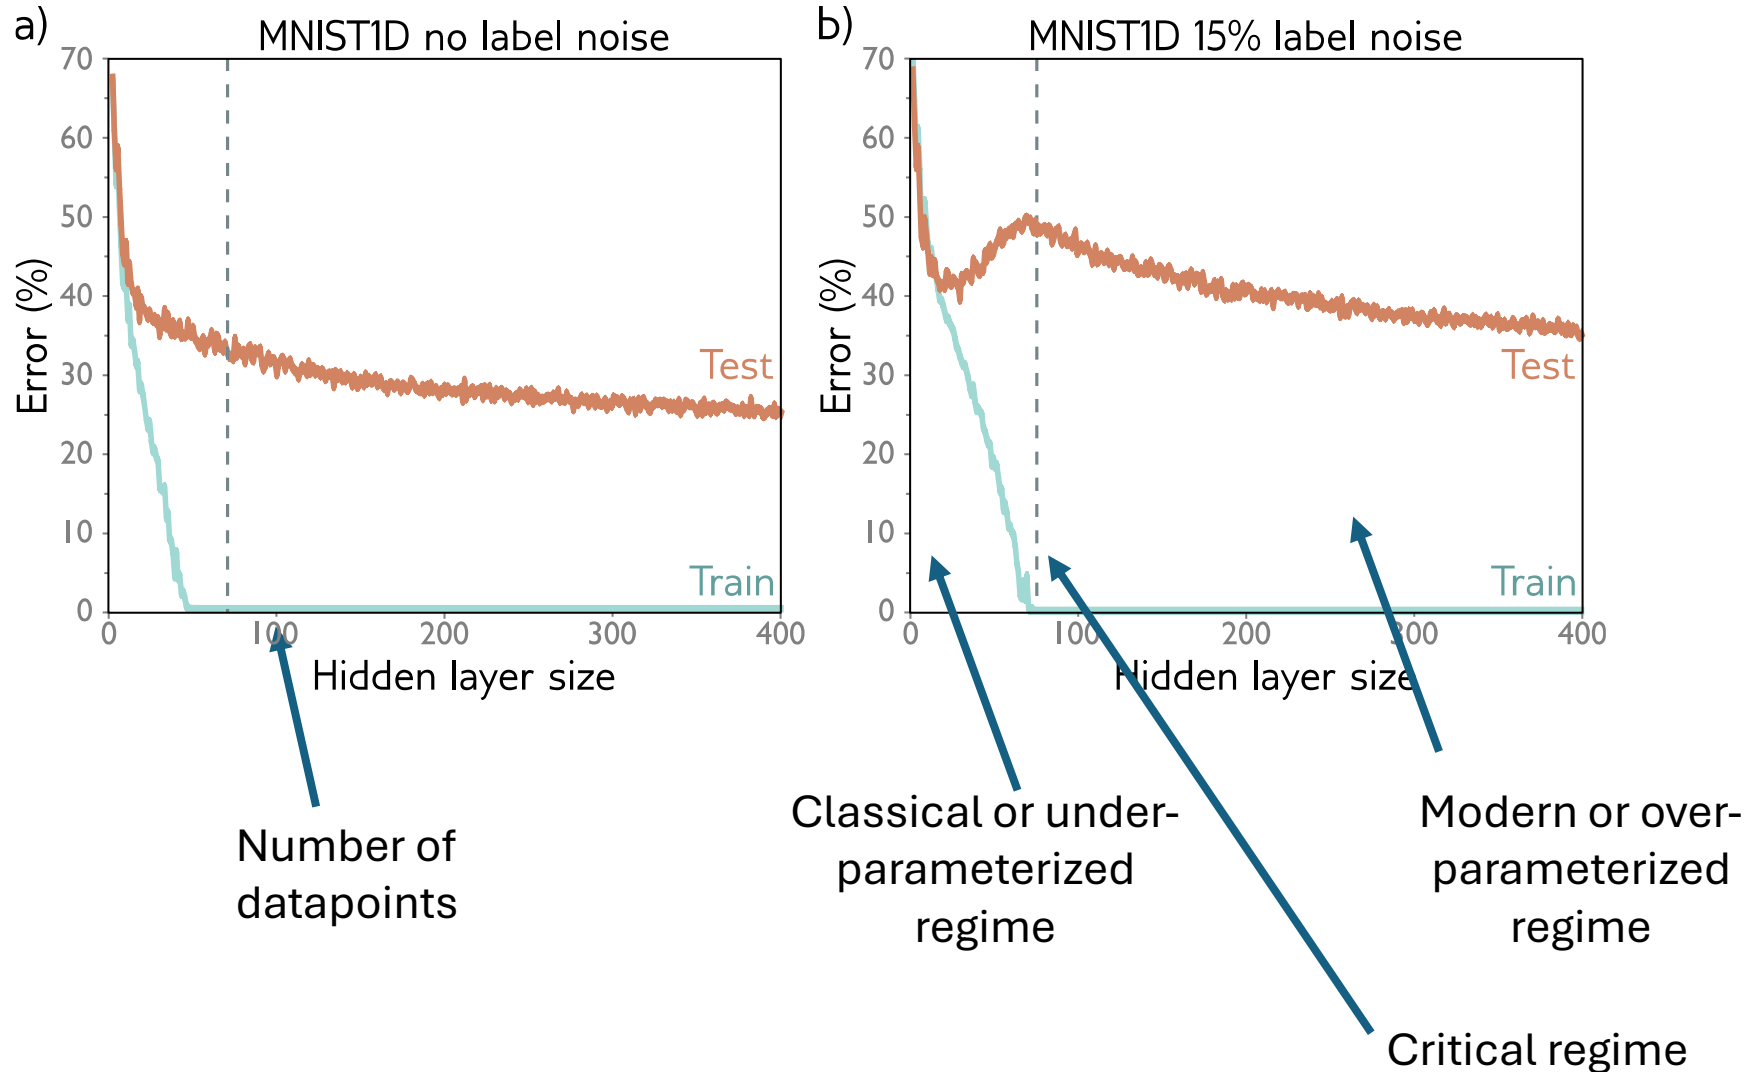 a)
MNIST1D no label noise
70
60
50
40
30
20
10
0
Error (%)
Test
Train
0
100
200
300
400
Hidden layer size
Number of
datapoints
b)
MNIST1D 15% label noise
70
60
50
40
30
20
10
0
Error (%)
Test
Train
0
100
200
300
400
Hidden layer size
Classical or under-
parameterized
regime
Modern or over-
parameterized
regime
Critical regime